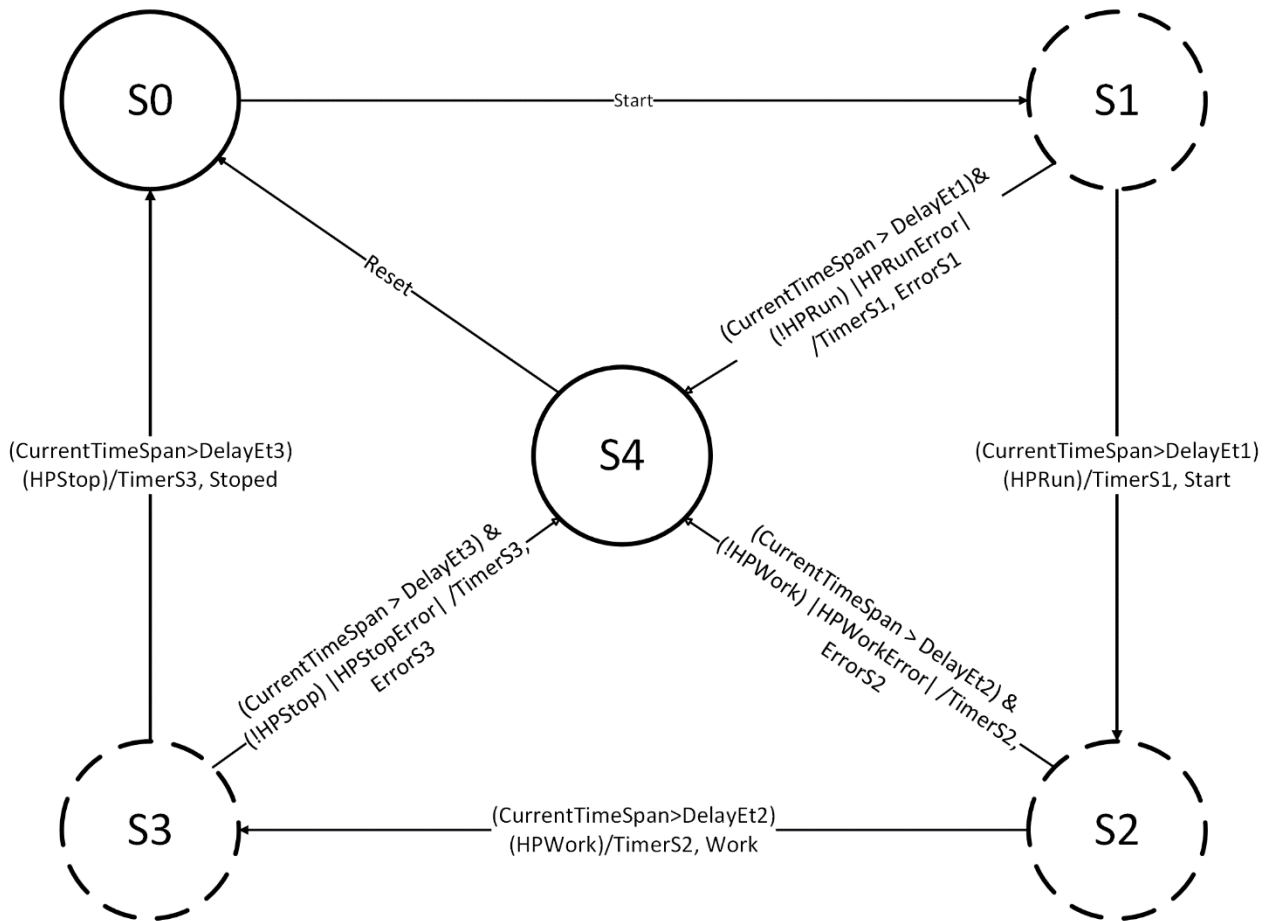 S0
Start
S1
(CurrentTimeSpan > DelayEt1)&
(!HPRun) |HPRunError|
/TimerS1, ErrorS1
Reset
S4
(CurrentTimeSpan>DelayEt3)
(HPStop)/TimerS3, Stoped
(CurrentTimeSpan>DelayEt1)
(HPRun)/TimerS1, Start
(CurrentTimeSpan > DelayEt3) &
(!HPStop) |HPStopError| /TimerS3,
ErrorS3
(CurrentTimeSpan > DelayEt2) &
(!HPWork) |HPWorkError| /TimerS2,
ErrorS2
S3
(CurrentTimeSpan>DelayEt2)
(HPWork)/TimerS2, Work
S2